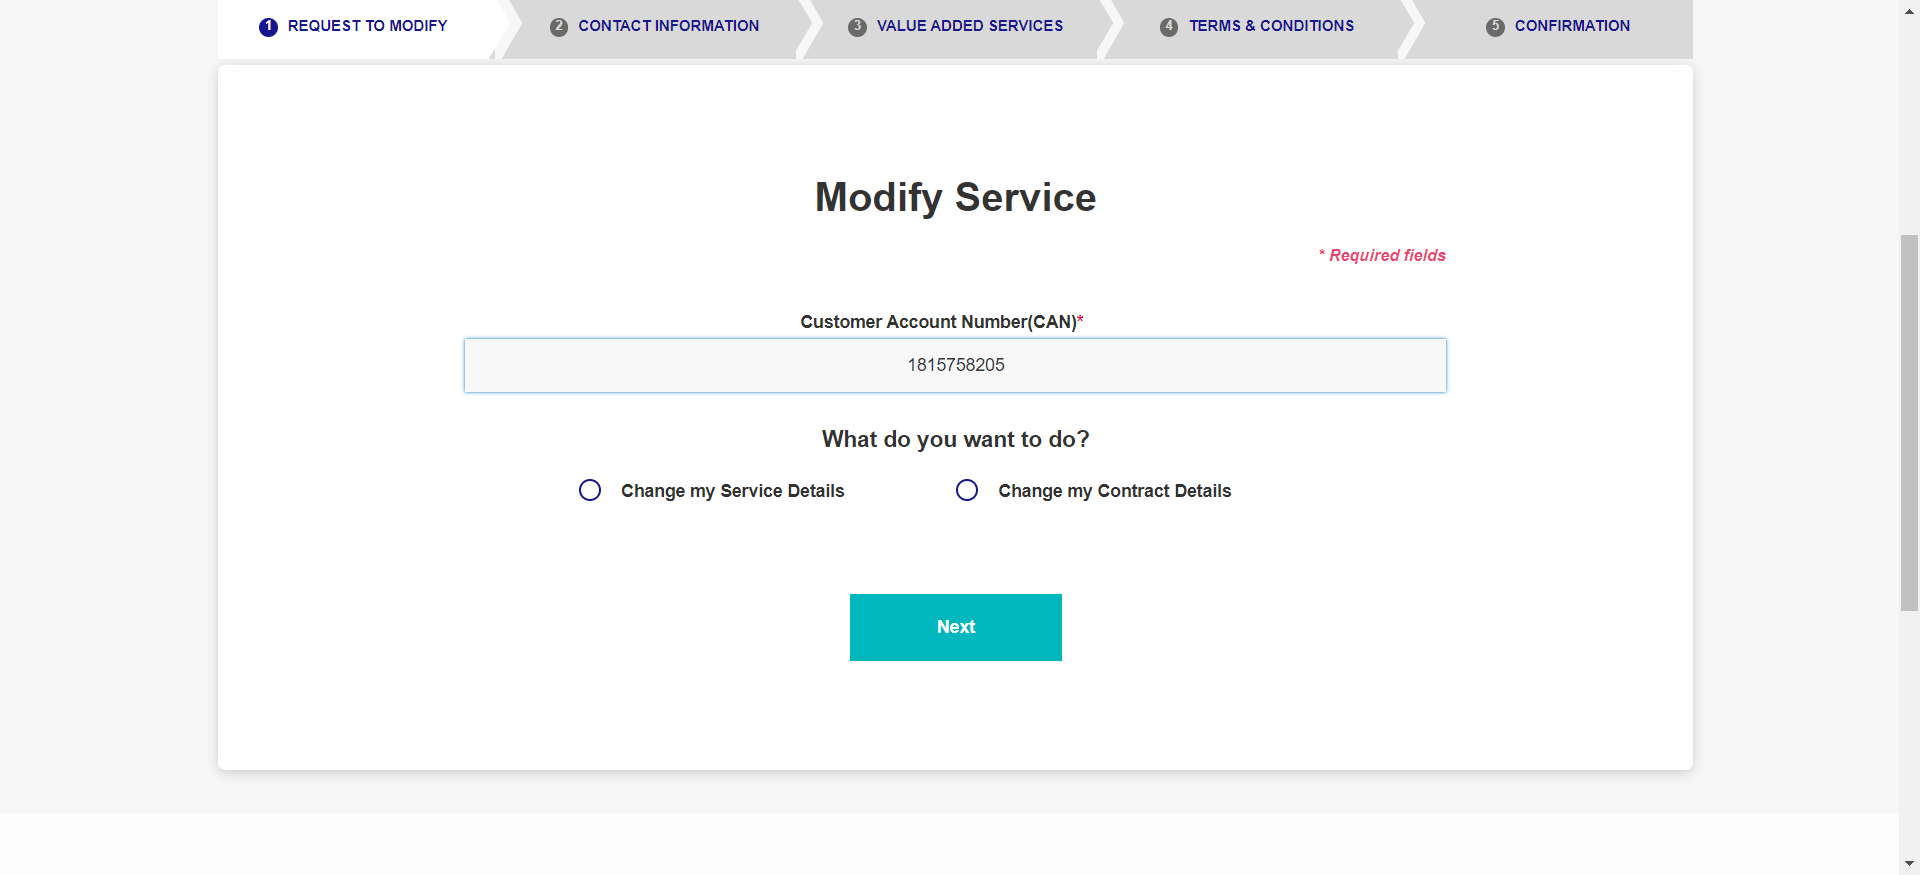 1 REQUEST TO MODIFY 2 CONTACT INFORMATION 3 VALUE ADDED SERVICES 4 TERMS & CONDITIONS 5 CONFIRMATION
Modify Service
* Required fields
Customer Account Number(CAN)*
1815758205
What do you want to do?
Change my Service Details Change my Contract Details
Next